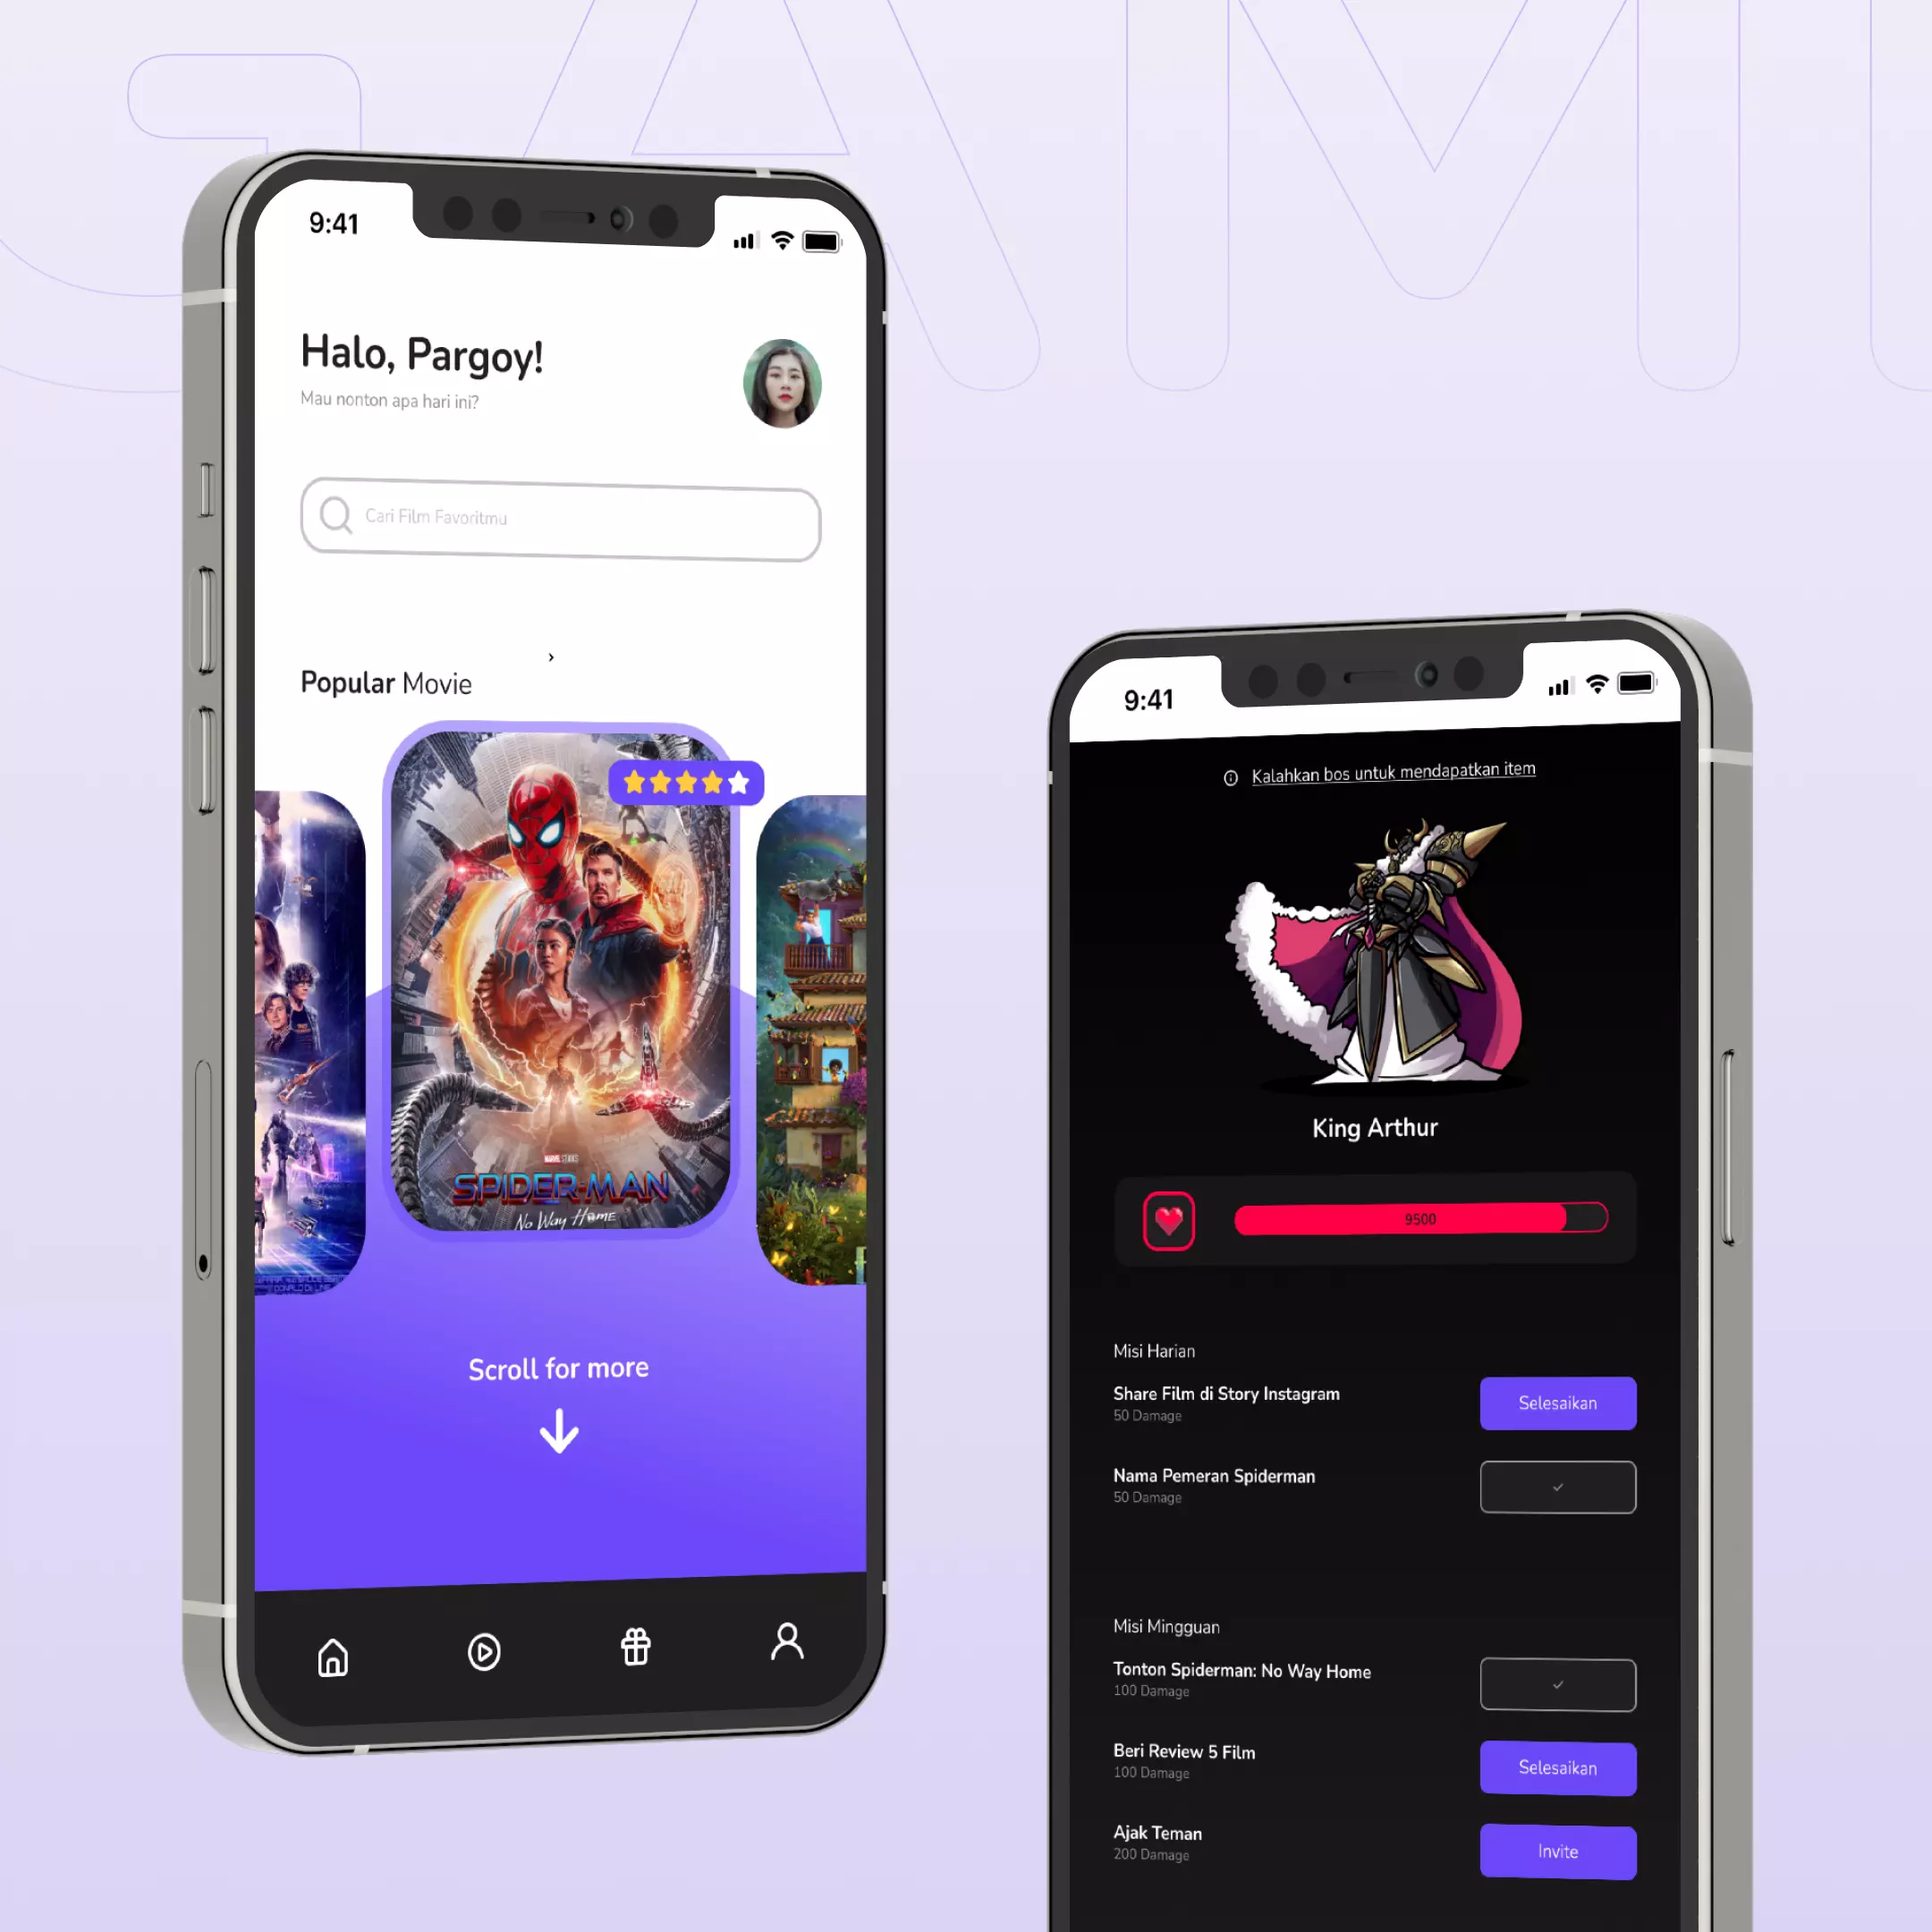 GAMI
9:41
Halo, Pargoy!
Mau nonton apa hari ini?
Cari Film Favoritmu
Popular Movie
MARVEL STUDIOS
SPIDER-MAN
No Way Home
Scroll for more
9:41
Kalahkan bos untuk mendapatkan item
King Arthur
9500
Misi Harian
Share Film di Story Instagram
50 Damage
Selesaikan
Nama Pemeran Spiderman
50 Damage
Misi Mingguan
Tonton Spiderman: No Way Home
100 Damage
Beri Review 5 Film
100 Damage
Selesaikan
Ajak Teman
200 Damage
Invite